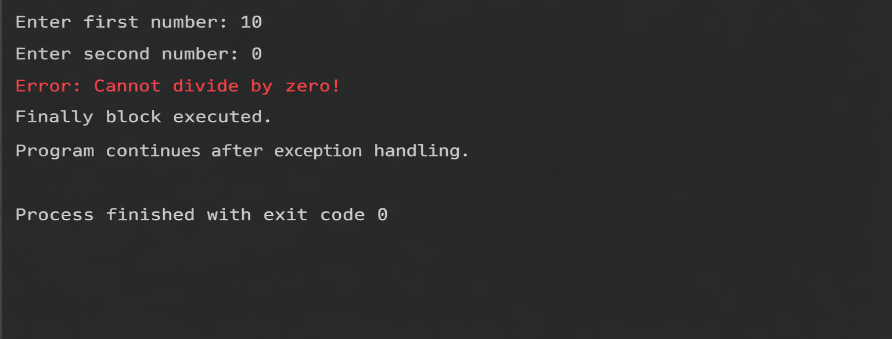 Enter first number: 10
Enter second number: 0
Error: Cannot divide by zero!
Finally block executed.
Program continues after exception handling.
Process finished with exit code 0